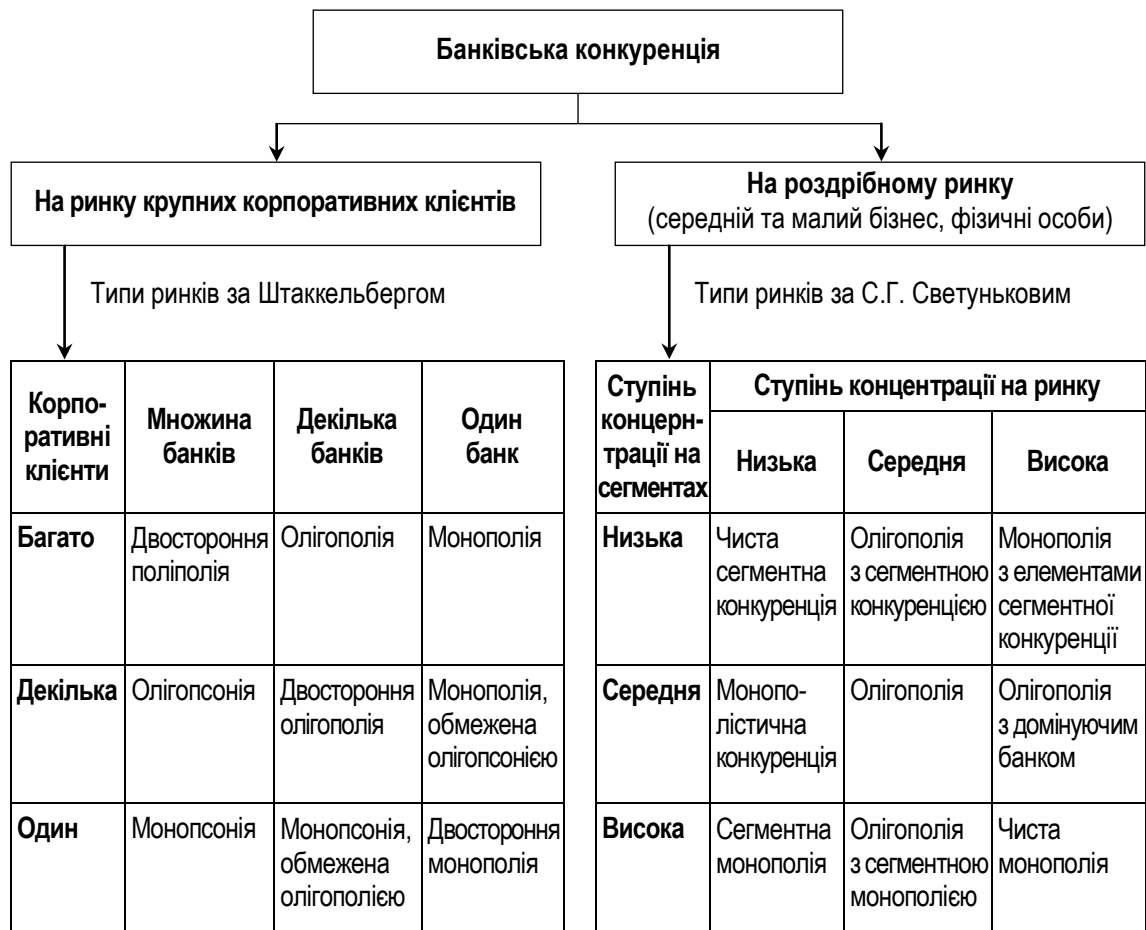 Банківська конкуренція
На ринку крупних корпоративних клієнтів
На роздрібному ринку
(середній та малий бізнес, фізичні особи)
Типи ринків за Штаккельбергом
Типи ринків за С.Г. Светуньковим
Корпо-
ративні
клієнти
Множина
банків
Декілька
банків
Один
банк
Багато
Двостороння
поліполія
Олігополія
Монополія
Декілька
Олігопсонія
Двостороння
олігополія
Монополія,
обмежена
олігопсонією
Один
Монопсонія
Монопсонія,
обмежена
олігополією
Двостороння
монополія
Ступінь
концерн-
трації на
сегментах
Ступінь концентрації на ринку
Низька
Середня
Висока
Низька
Чиста
сегментна
конкуренція
Олігополія
з сегментною
конкуренцією
Монополія
з елементами
сегментної
конкуренції
Середня
Монопо-
лістична
конкуренція
Олігополія
Олігополія
з домінуючим
банком
Висока
Сегментна
монополія
Олігополія
з сегментною
монополією
Чиста
монополія